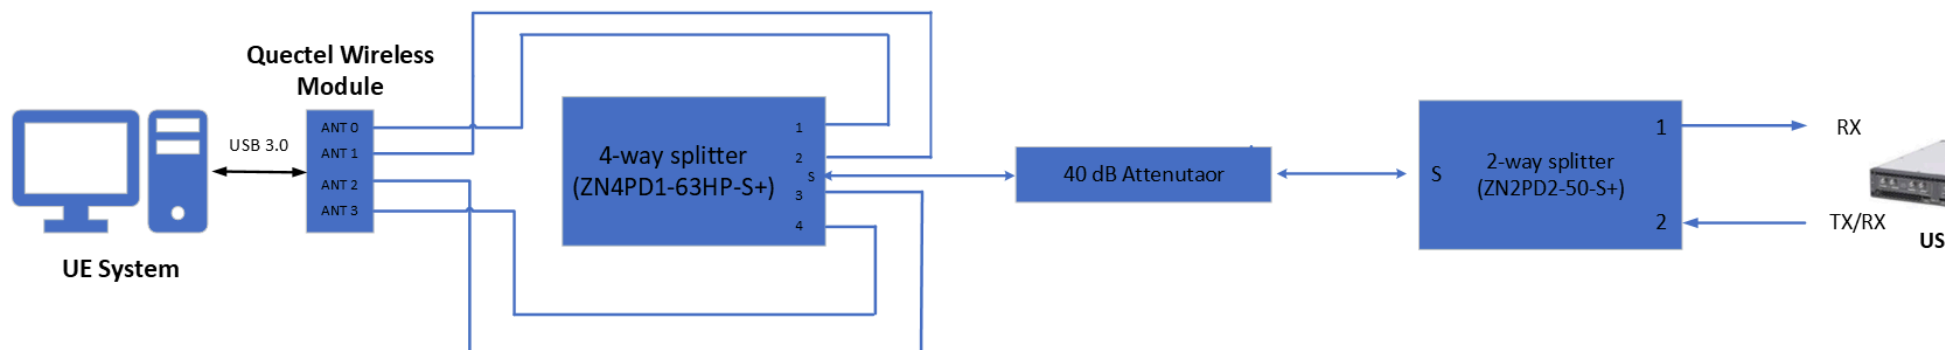 Quectel Wireless
Module
ANT 0
ANT 1
ANT 2
ANT 3
USB 3.0
UE System
4-way splitter
(ZN4PD1-63HP-S+)
1
2
S
3
4
40 dB Attenutaor
S
2-way splitter
(ZN2PD2-50-S+)
1
2
RX
TX/RX
US